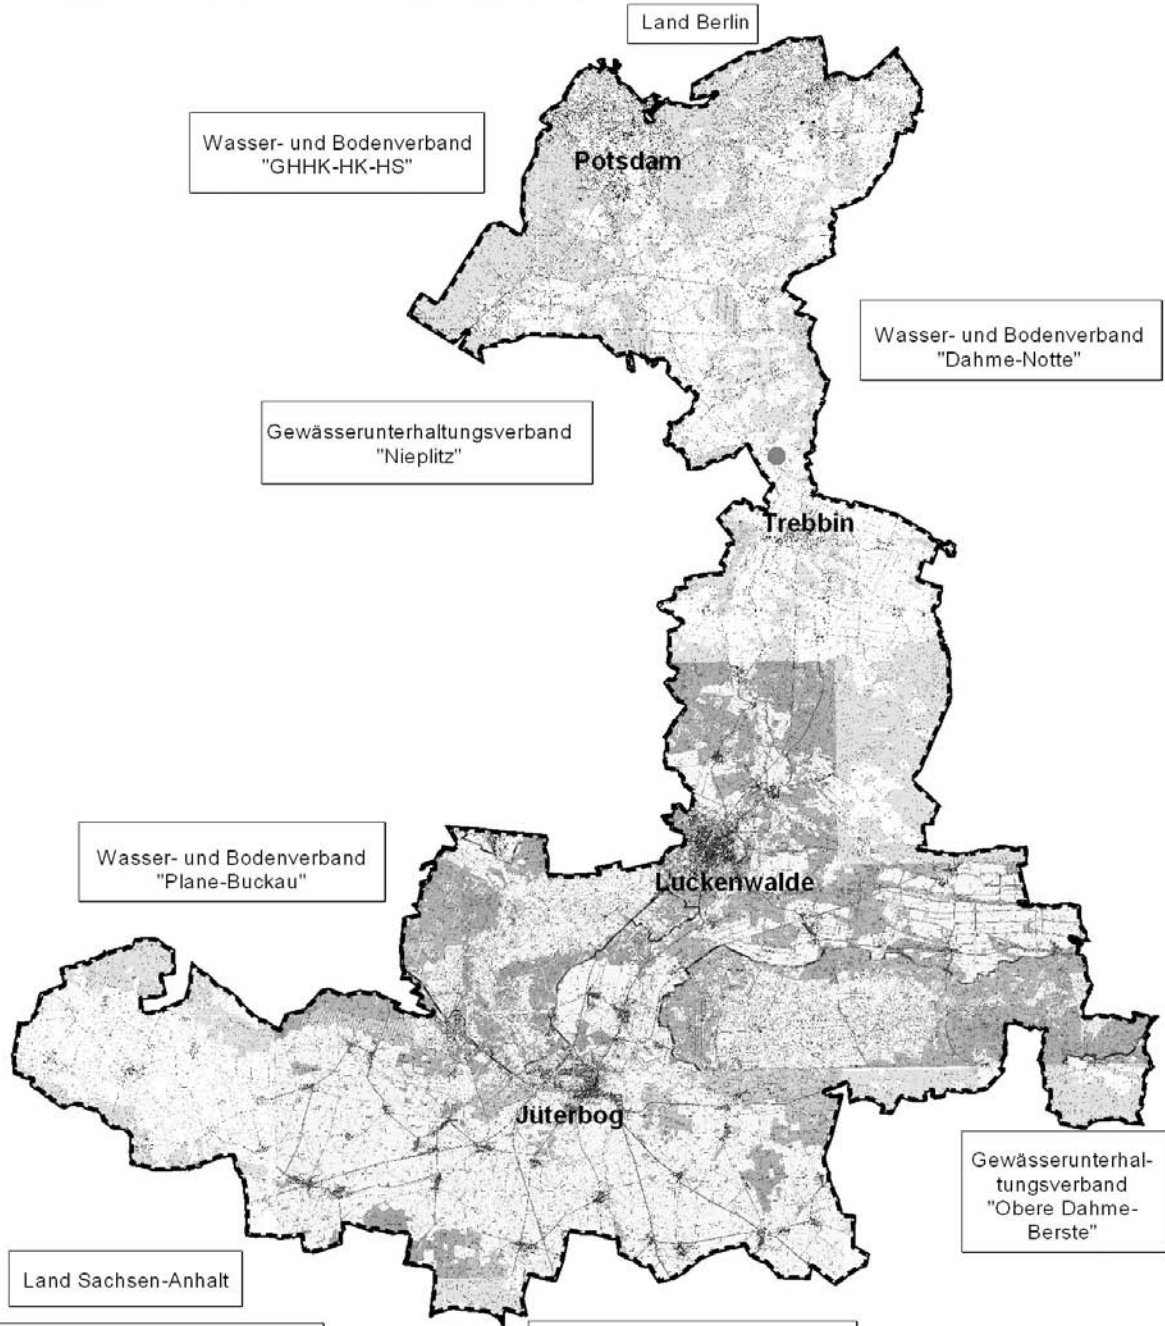 Land Berlin
Wasser- und Bodenverband
"GHHK-HK-HS"
Potsdam
Wasser- und Bodenverband
"Dahme-Notte"
Gewässerunterhaltungsverband
"Nieplitz"
Trebbin
Wasser- und Bodenverband
"Plane-Buckau"
Luckenwalde
Jüterbog
Gewässerunterhal-
tungsverband
"Obere Dahme-
Berste"
Land Sachsen-Anhalt